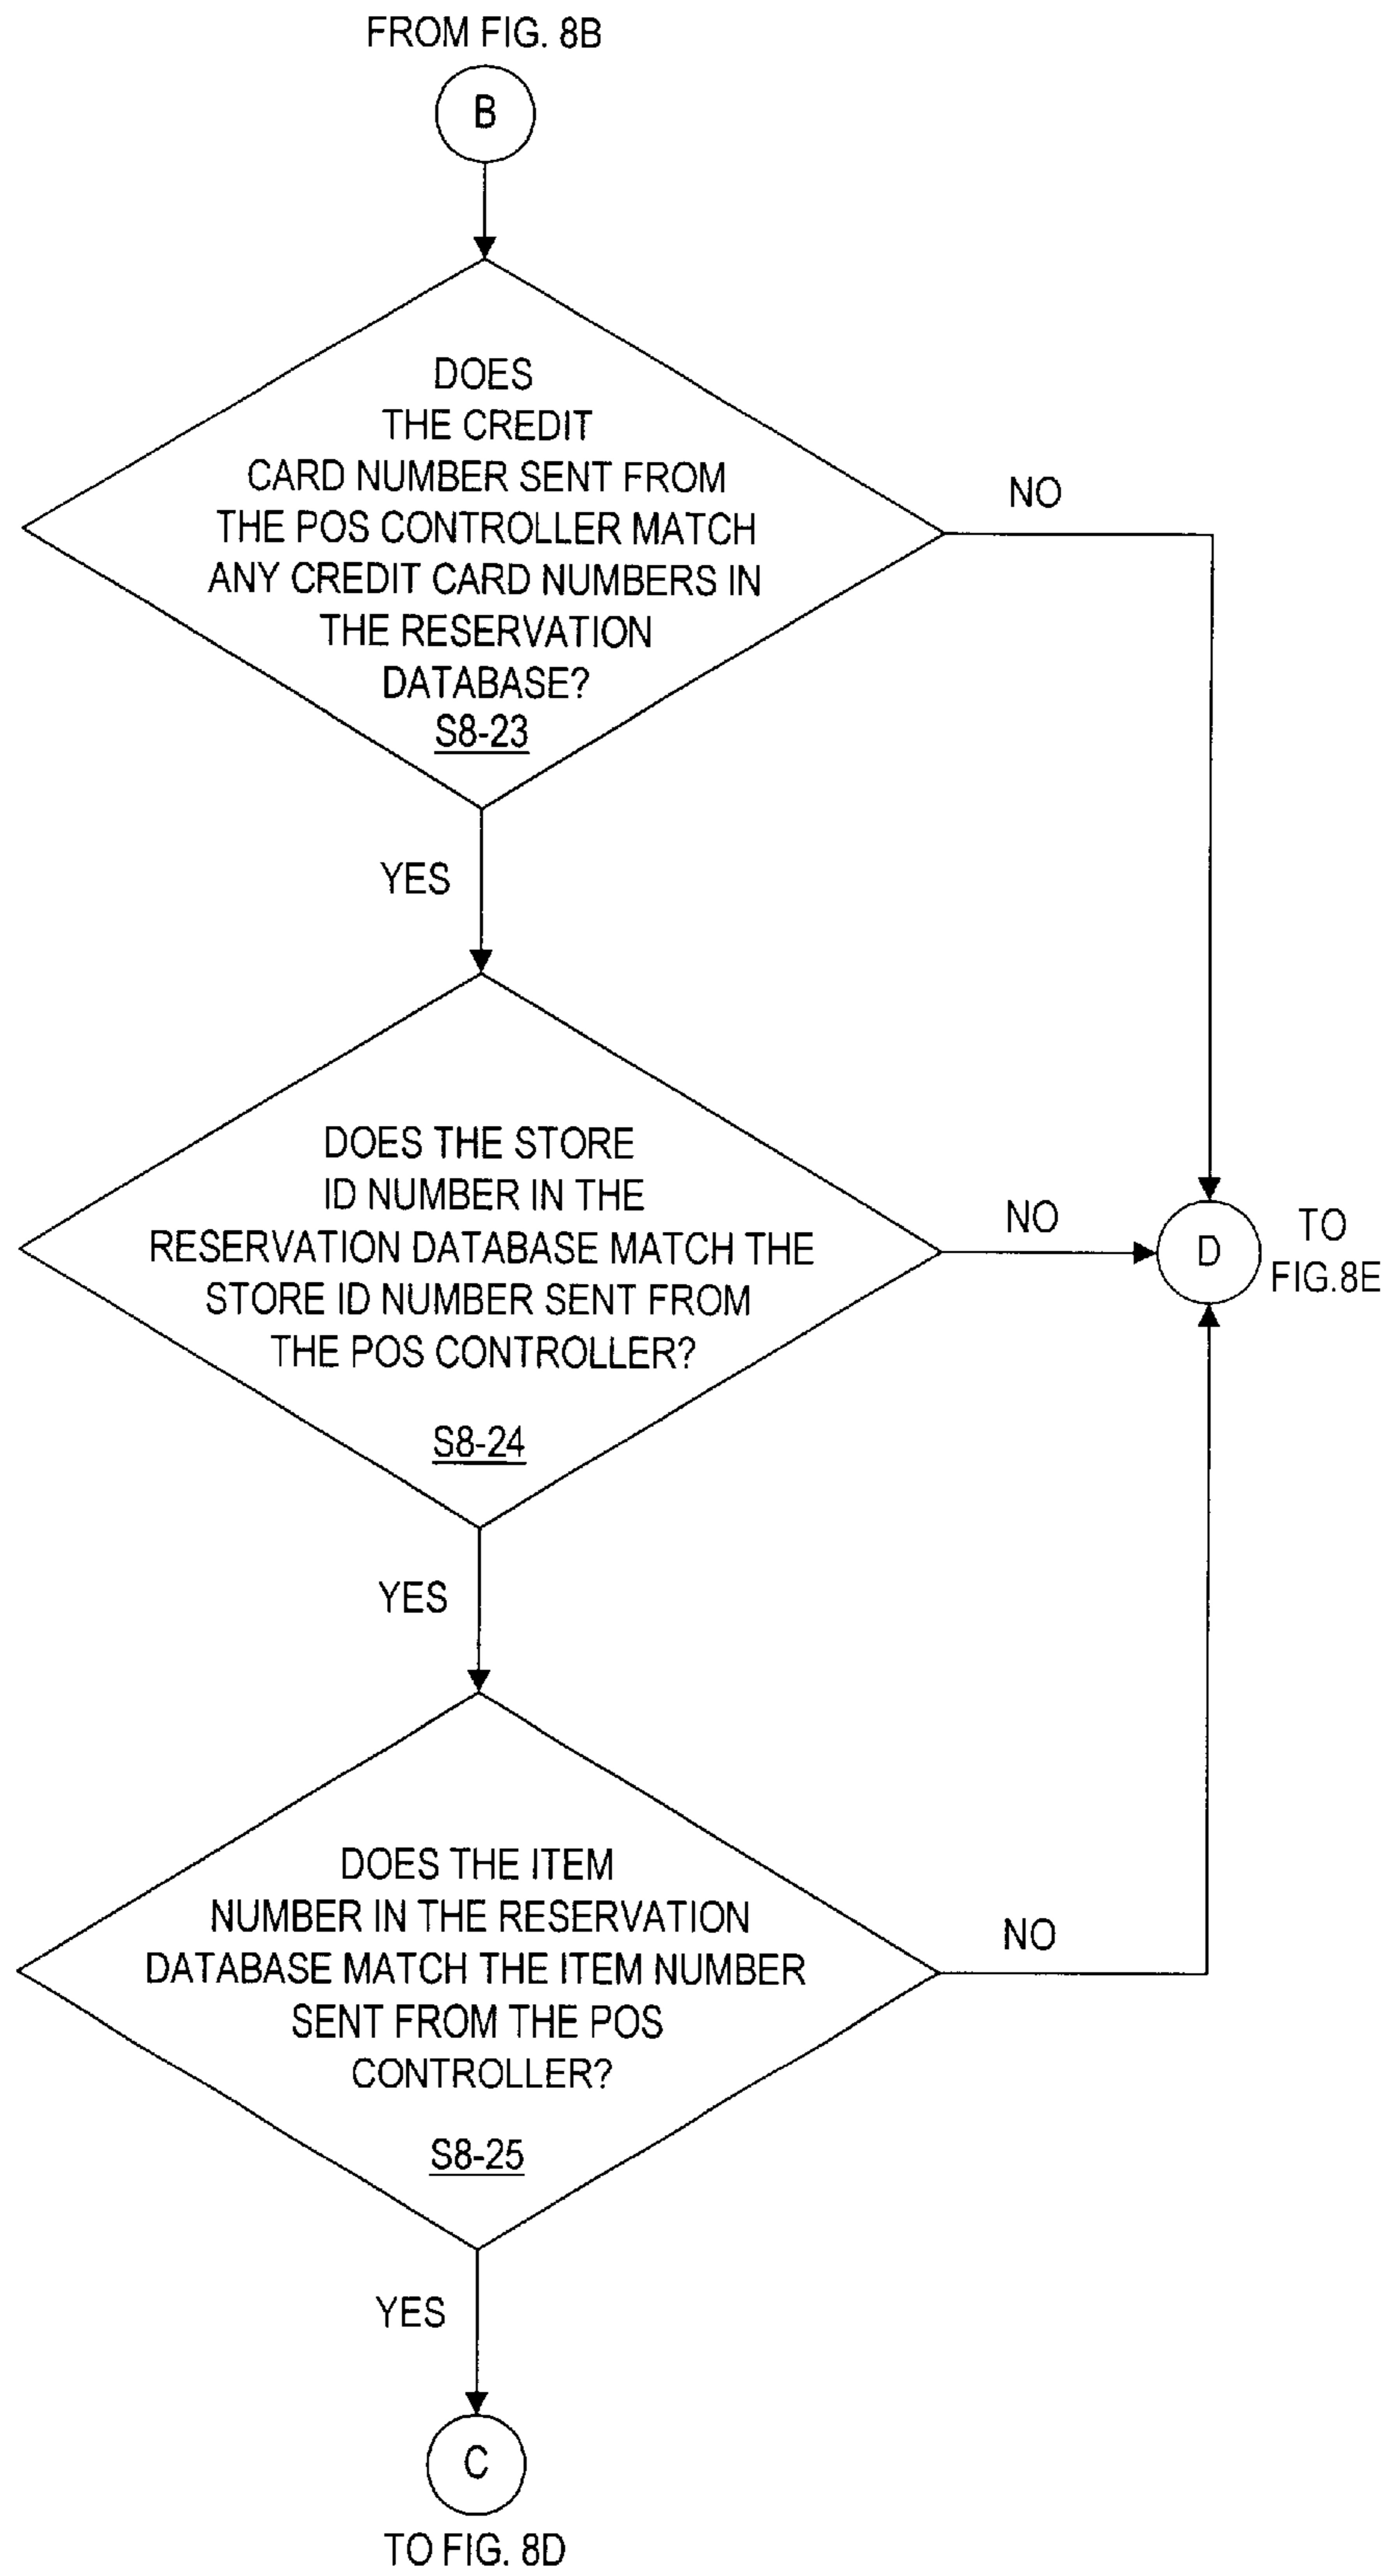 FROM FIG. 8B
B
DOES
THE CREDIT
CARD NUMBER SENT FROM
THE POS CONTROLLER MATCH
ANY CREDIT CARD NUMBERS IN
THE RESERVATION
DATABASE?
S8-23
NO
YES
DOES THE STORE
ID NUMBER IN THE
RESERVATION DATABASE MATCH THE
STORE ID NUMBER SENT FROM
THE POS CONTROLLER?
S8-24
NO
D
TO
FIG.8E
YES
DOES THE ITEM
NUMBER IN THE RESERVATION
DATABASE MATCH THE ITEM NUMBER
SENT FROM THE POS
CONTROLLER?
S8-25
NO
YES
C
TO FIG. 8D